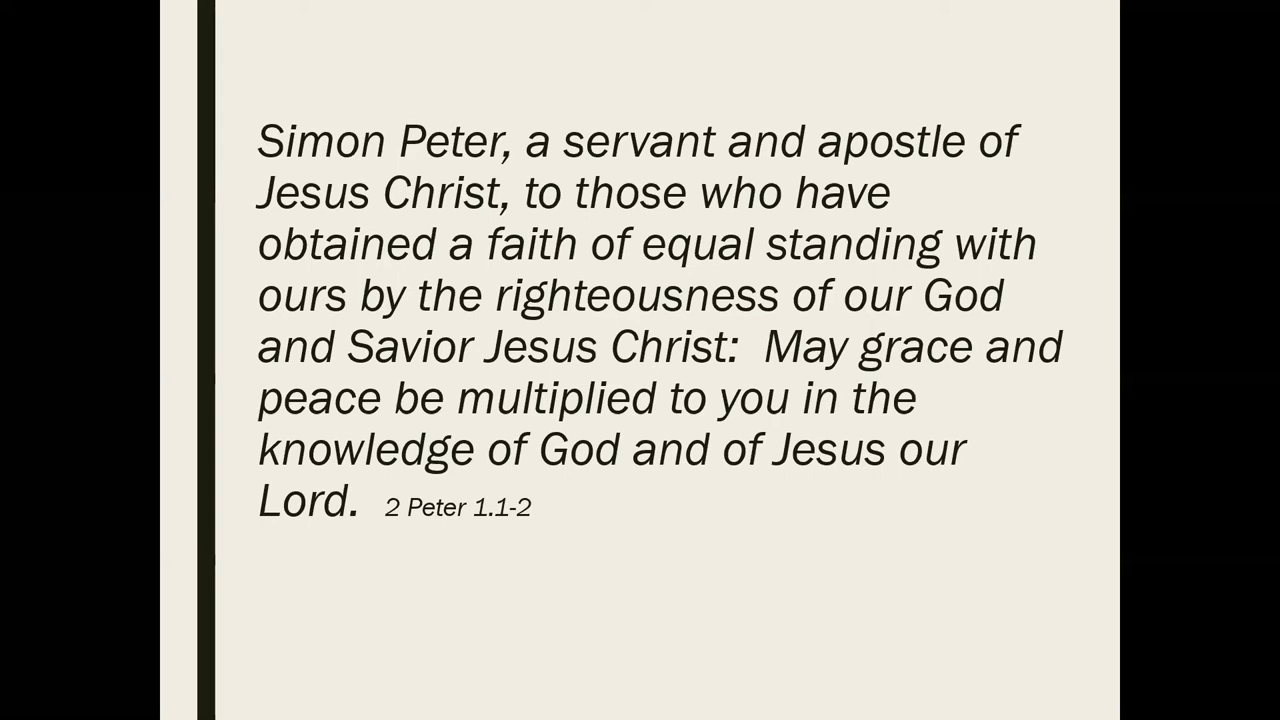 Simon Peter, a servant and apostle of
Jesus Christ, to those who have
obtained a faith of equal standing with
ours by the righteousness of our God
and Savior Jesus Christ:  May grace and
peace be multiplied to you in the
knowledge of God and of Jesus our
Lord.  2 Peter 1.1-2